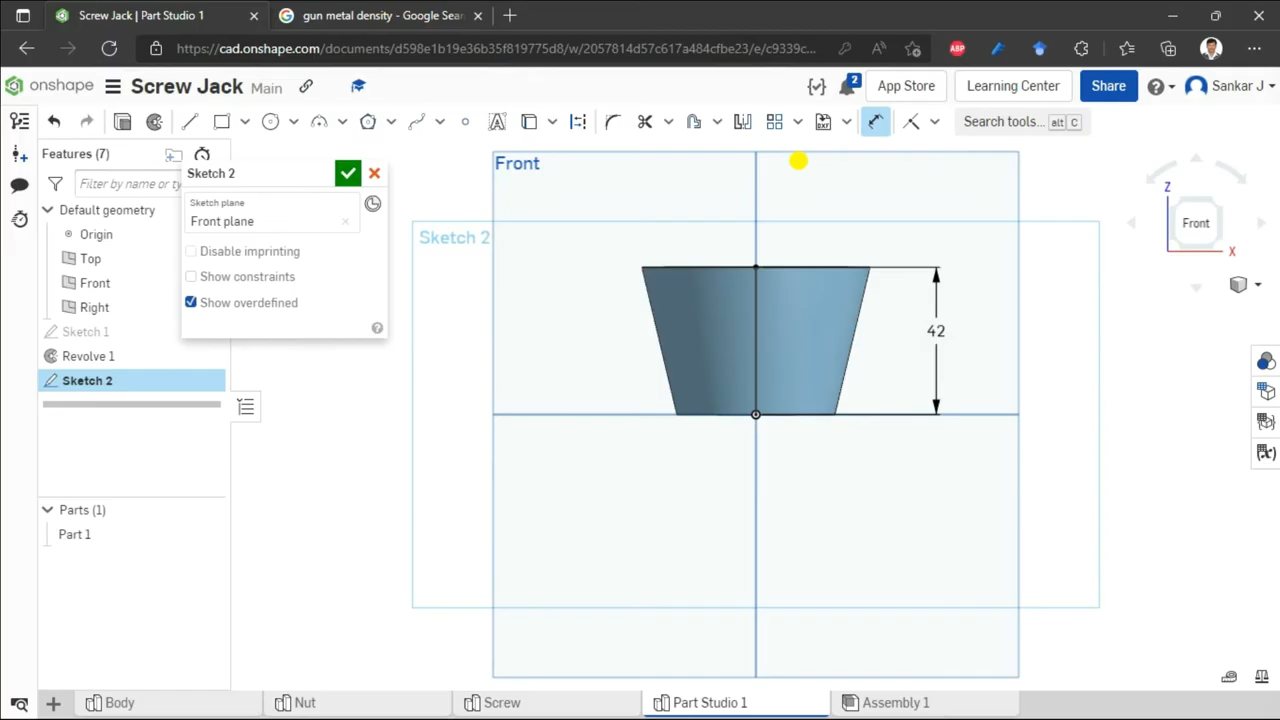 Screw Jack | Part Studio 1
gun metal density - Google Sear
https://cad.onshape.com/documents/d598e1b19e36b35f819775d8/w/2057814d57c617a484cfbe23/e/c9339c...
ABP
onshape
Screw Jack
Main
2
App Store
Learning Center
Share
Sankar J
Search tools...
alt
C
Features (7)
Filter by name or ty
Default geometry
Origin
Top
Front
Right
Sketch 1
Revolve 1
Sketch 2
Parts (1)
Part 1
Sketch 2
Sketch plane
Front plane
Disable imprinting
Show constraints
Show overdefined
Front
Sketch 2
42
Z
Front
X
Body
Nut
Screw
Part Studio 1
Assembly 1